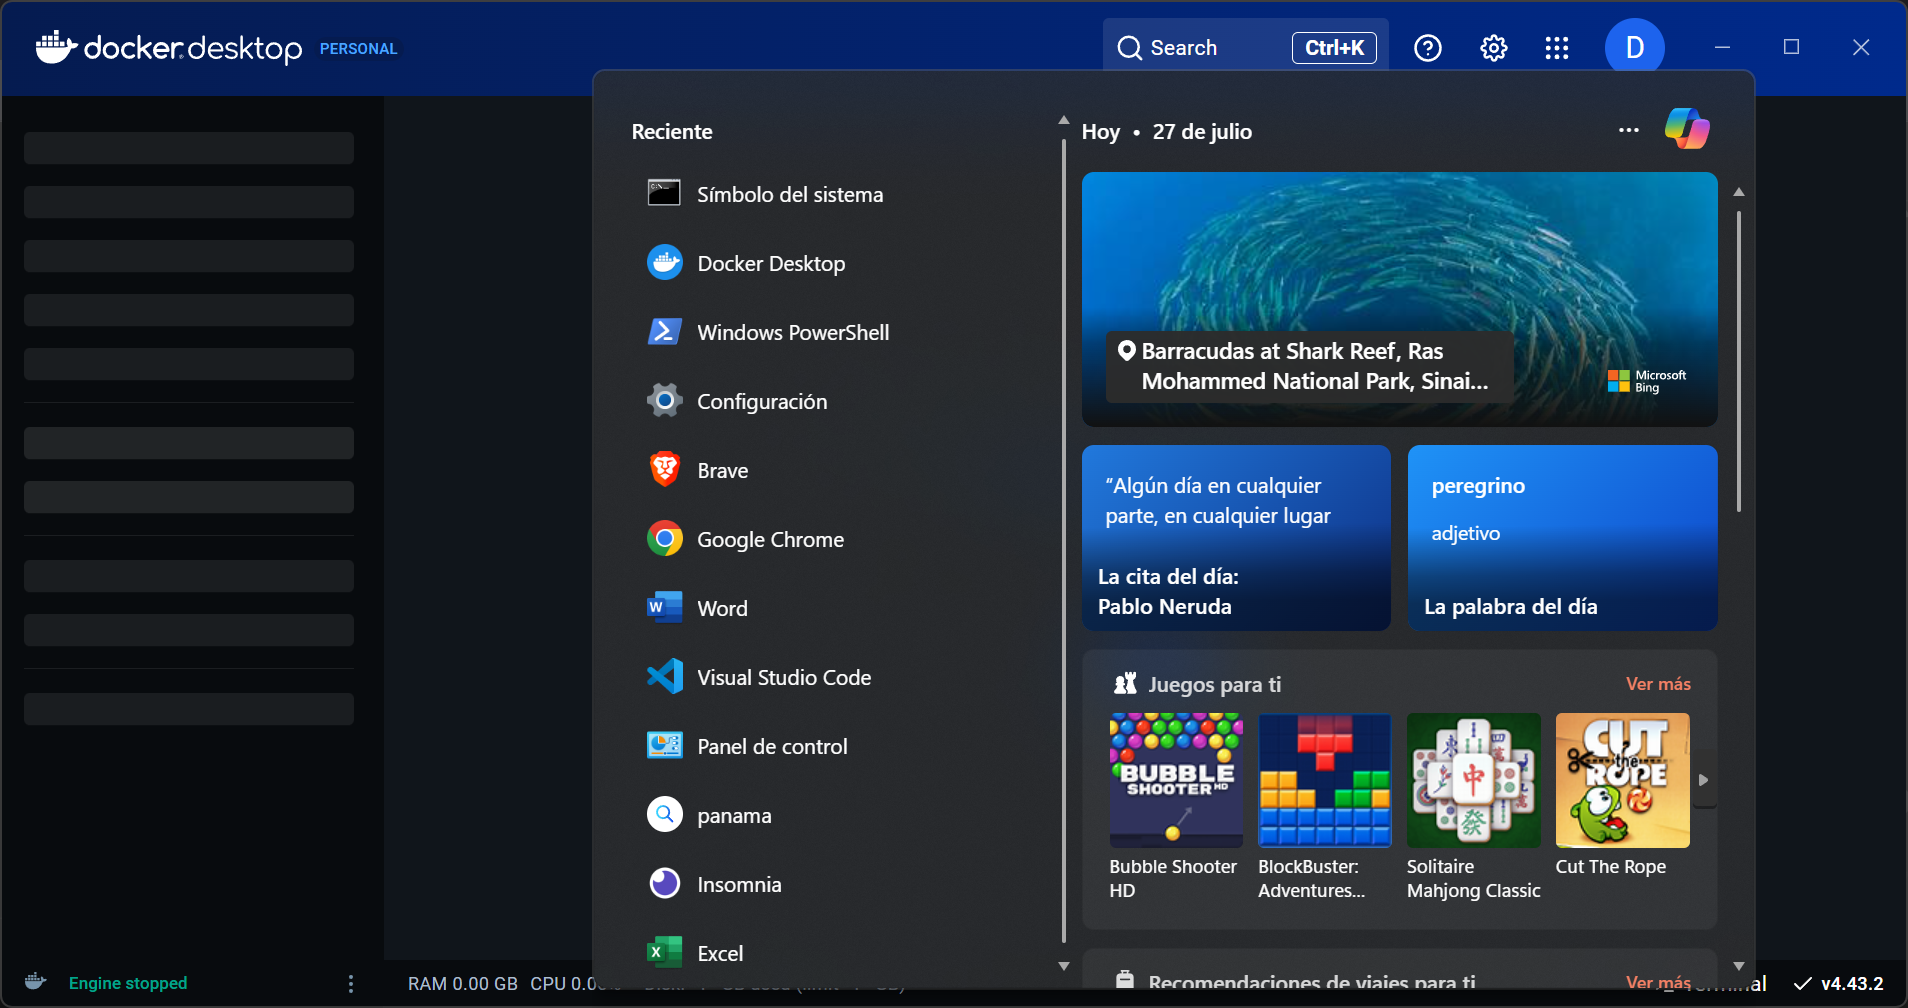 docker desktop PERSONAL
Search Ctrl+K
D
Reciente
Símbolo del sistema
Docker Desktop
Windows PowerShell
Configuración
Brave
Google Chrome
Word
Visual Studio Code
Panel de control
panama
Insomnia
Excel
Hoy • 27 de julio
Barracudas at Shark Reef, Ras
Mohammed National Park, Sinai...
Microsoft
Bing
“Algún día en cualquier
parte, en cualquier lugar
La cita del día:
Pablo Neruda
peregrino
adjetivo
La palabra del día
Juegos para ti
Ver más
BUBBLE
SHOOTER HD
CUT
the
ROPE
Bubble Shooter
HD
BlockBuster:
Adventures...
Solitaire
Mahjong Classic
Cut The Rope
Recomendaciones de viajes para ti
Ver más
Engine stopped
RAM 0.00 GB CPU 0.0
v4.43.2